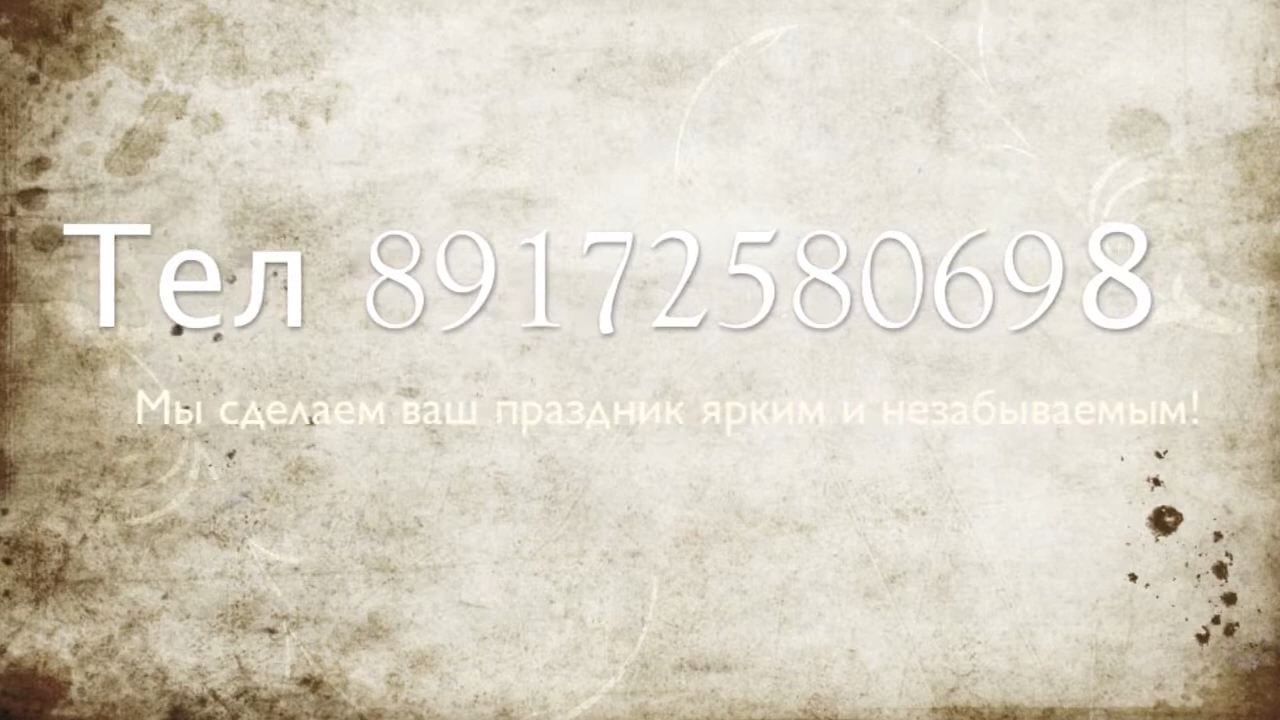 Тел 89172580698
Мы сделаем ваш праздник ярким и незабываемым!